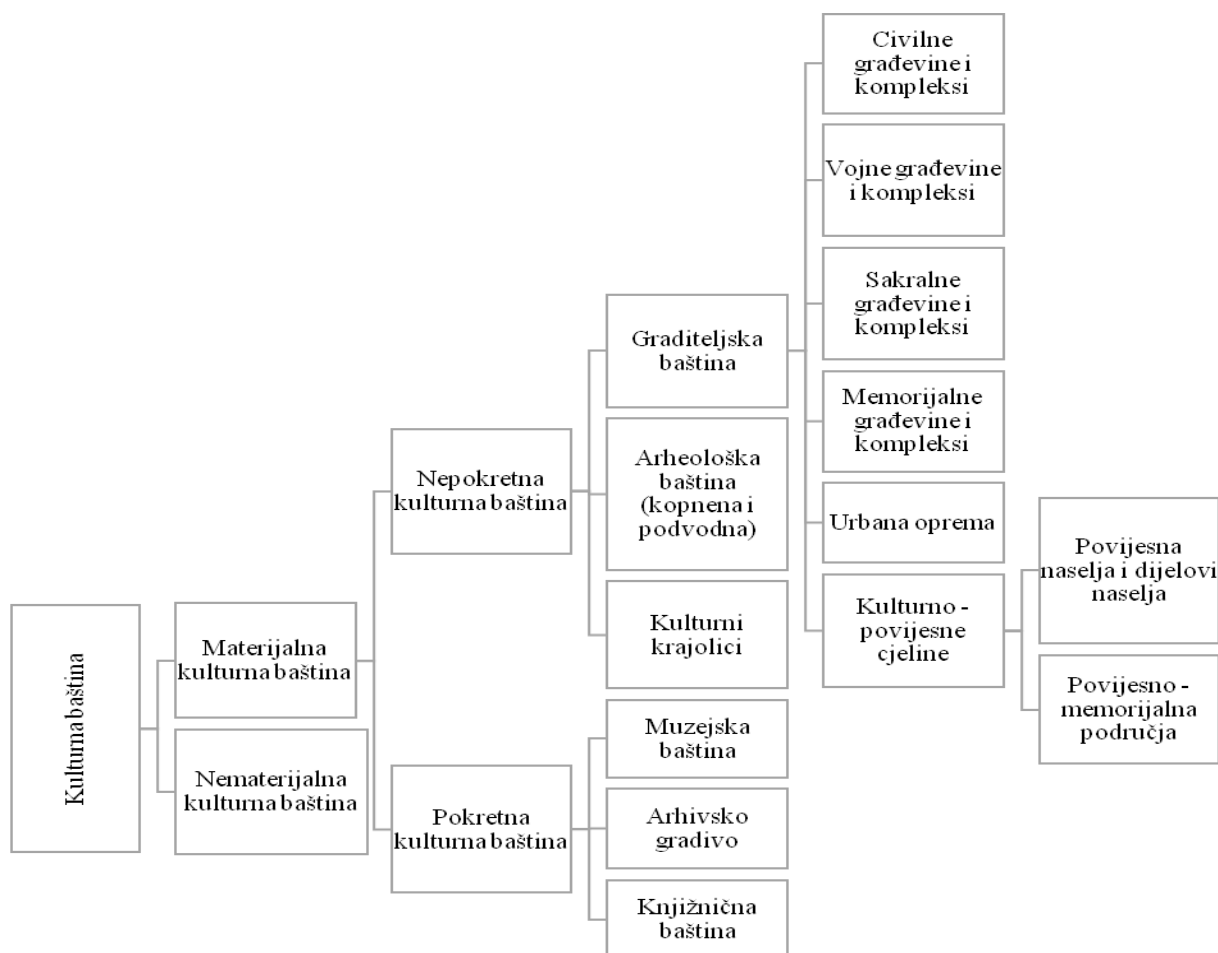 Kulturna baština
Materijalna
kulturna baština
Nematerijalna
kulturna baština
Nepokretna
kulturna baština
Pokretna
kulturna baština
Graditeljska
baština
Arheološka
baština
(kopnena i
podvodna)
Kulturni
krajolici
Muzejska
baština
Arhivsko
gradivo
Knjižnična
baština
Civilne
građevine i
kompleksi
Vojne građevine
i kompleksi
Sakralne
građevine i
kompleksi
Memorijalne
građevine i
kompleksi
Urbana oprema
Kulturno -
povijesne
cjeline
Povijesna
naselja i dijelovi
naselja
Povijesno -
memorijalna
područja